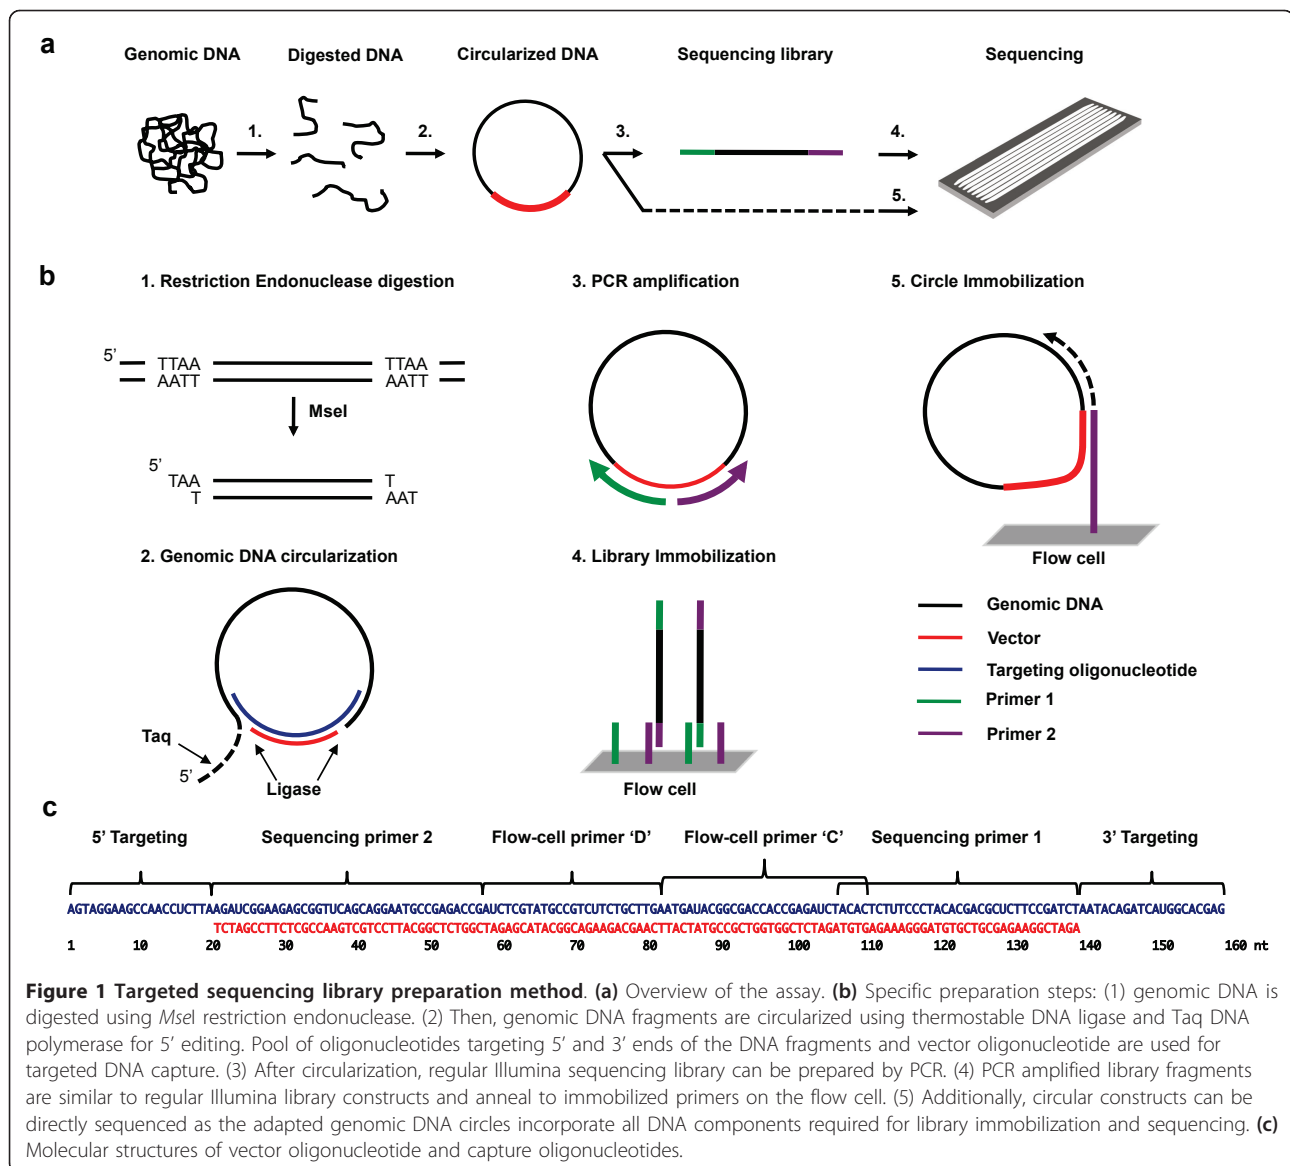 a
Genomic DNA
Digested DNA
Circularized DNA
Sequencing library
Sequencing
1.
2.
3.
4.
5.
b
1. Restriction Endonuclease digestion
5’
TTAA TTAA
AATT AATT
MseI
5’
TAA T
T AAT
2. Genomic DNA circularization
Taq
5’
Ligase
3. PCR amplification
4. Library Immobilization
Flow cell
5. Circle Immobilization
Flow cell
Genomic DNA
Vector
Targeting oligonucleotide
Primer 1
Primer 2
c
5’ Targeting Sequencing primer 2 Flow-cell primer ‘D’ Flow-cell primer ‘C’ Sequencing primer 1 3’ Targeting
AGTAGGAAGCCAACCUCTTAAGAUCGGAAGAGCGGTUCAGCAGGAATGCCGAGACCGAUCTCGTATGCCGTCUTCTGCTTGAATGAUACGGCGACCACCGAGAUCTACACTCTUTCCCTACACGACGCUCTTCCGATCTAATACAGATCAUGGCACGAG
TCTAGCCTTCTCGCCAAGTCGTCCTTACGGCTCTGGCTAGAGCATACGGCAGAAGACGAACTTACTATGCCGCTGGTGGCTCTAGATGTGAGAAAGGGATGTGCTGCGAGAAGGCTAGA
1 10 20 30 40 50 60 70 80 90 100 110 120 130 140 150 160 nt
Figure 1 Targeted sequencing library preparation method. (a) Overview of the assay. (b) Specific preparation steps: (1) genomic DNA is
digested using MseI restriction endonuclease. (2) Then, genomic DNA fragments are circularized using thermostable DNA ligase and Taq DNA
polymerase for 5’ editing. Pool of oligonucleotides targeting 5’ and 3’ ends of the DNA fragments and vector oligonucleotide are used for
targeted DNA capture. (3) After circularization, regular Illumina sequencing library can be prepared by PCR. (4) PCR amplified library fragments
are similar to regular Illumina library constructs and anneal to immobilized primers on the flow cell. (5) Additionally, circular constructs can be
directly sequenced as the adapted genomic DNA circles incorporate all DNA components required for library immobilization and sequencing. (c)
Molecular structures of vector oligonucleotide and capture oligonucleotides.